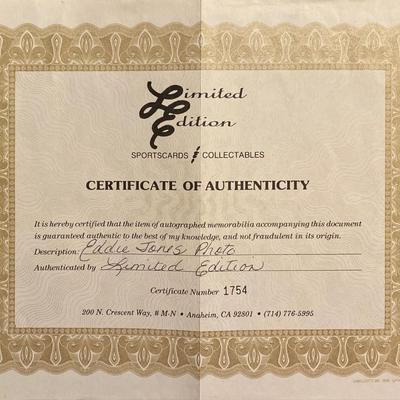 Limited
Edition
SPORTSCARDS & COLLECTABLES
CERTIFICATE OF AUTHENTICITY
It is hereby certified that the item of autographed memorabilia accompanying this document
is guaranteed authentic to the best of my knowledge, and not fraudulent in its origin.
Description: Eddie Jones Photo
Authenticated by Limited Edition
Certificate Number 1754
200 N. Crescent Way, # M-N • Anaheim, CA 92801 • (714) 776-5995